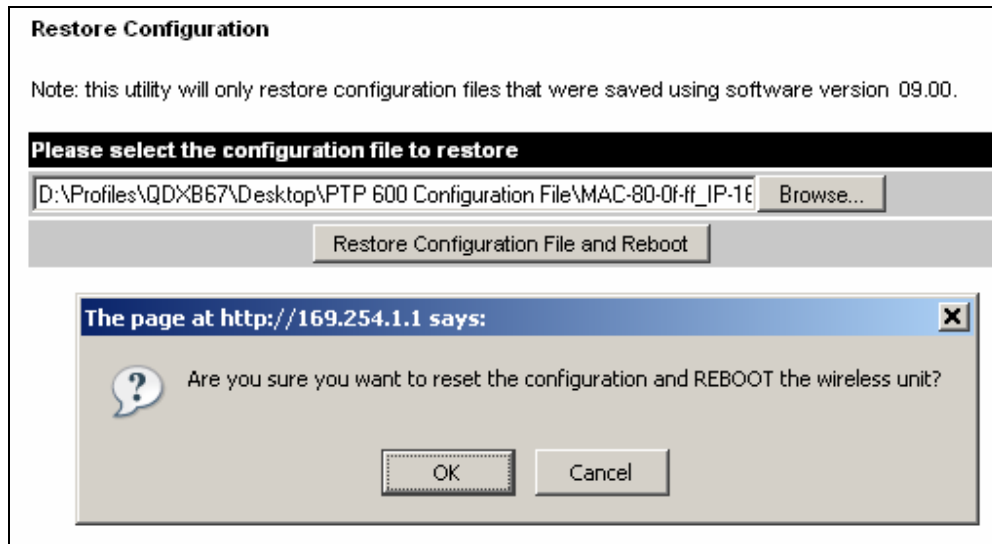 Restore Configuration
Note: this utility will only restore configuration files that were saved using software version 09.00.
Please select the configuration file to restore
D:\Profiles\QDXB67\Desktop\PTP 600 Configuration File\MAC-80-0f-ff_IP-16 Browse...
Restore Configuration File and Reboot
The page at http://169.254.1.1 says:
Are you sure you want to reset the configuration and REBOOT the wireless unit?
OK Cancel